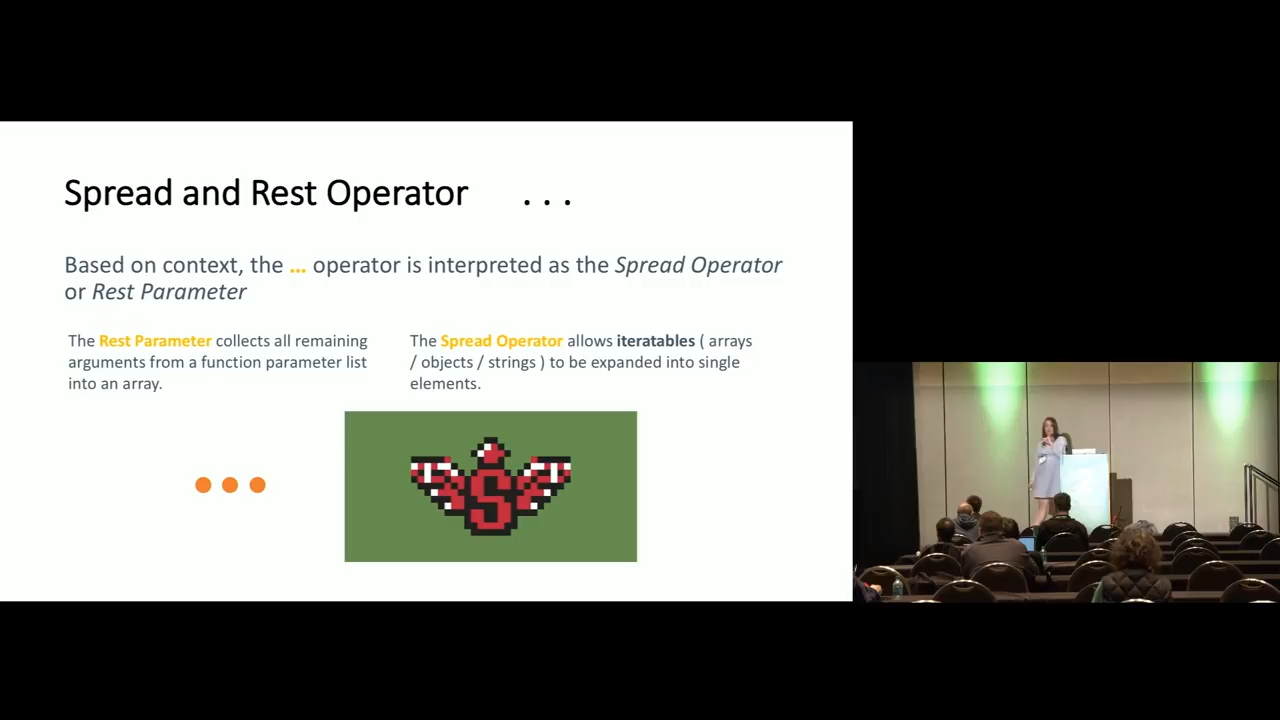 Spread and Rest Operator . . .
Based on context, the ... operator is interpreted as the Spread Operator
or Rest Parameter
The Rest Parameter collects all remaining
arguments from a function parameter list
into an array.
The Spread Operator allows iteratables ( arrays
/ objects / strings ) to be expanded into single
elements.
S